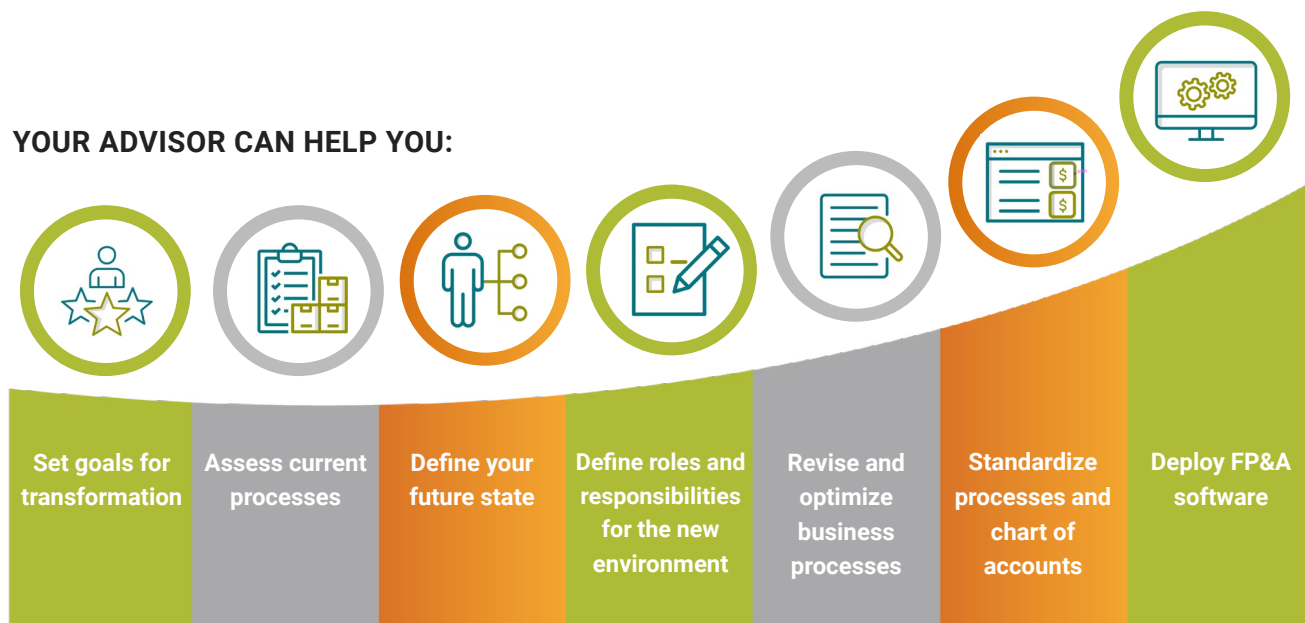 YOUR ADVISOR CAN HELP YOU:
$
$
Set goals for
transformation
Assess current
processes
Define your
future state
Define roles and
responsibilities
for the new
environment
Revise and
optimize
business
processes
Standardize
processes and
chart of
accounts
Deploy FP&A
software